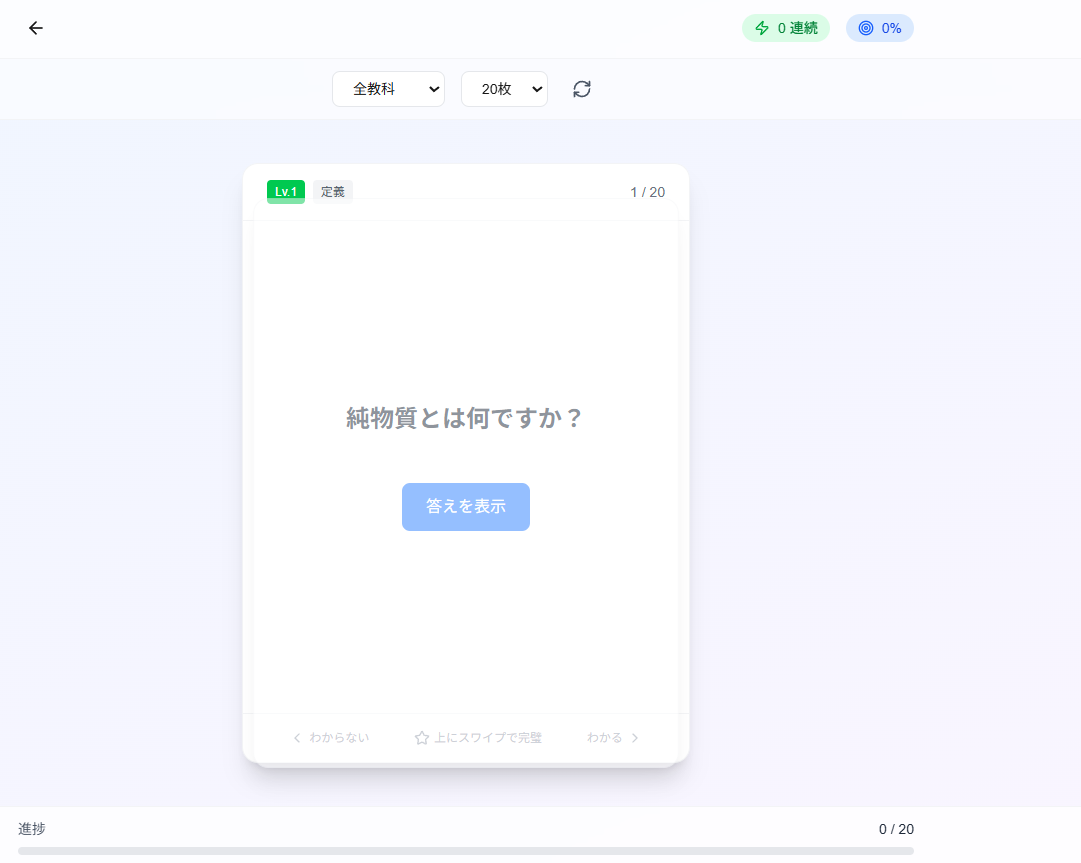 0 連続
0%
全教科
20枚
Lv.1
定義
1 / 20
純物質とは何ですか？
答えを表示
わからない
上にスワイプで完璧
わかる
進捗
0 / 20